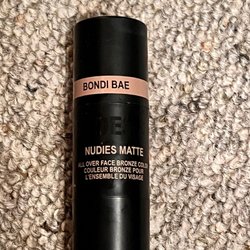 BONDI BAE
NUDIES MATTE
ALL OVER FACE BRONZE COLOR
COULEUR BRONZE POUR
L'ENSEMBLE DU VISAGE